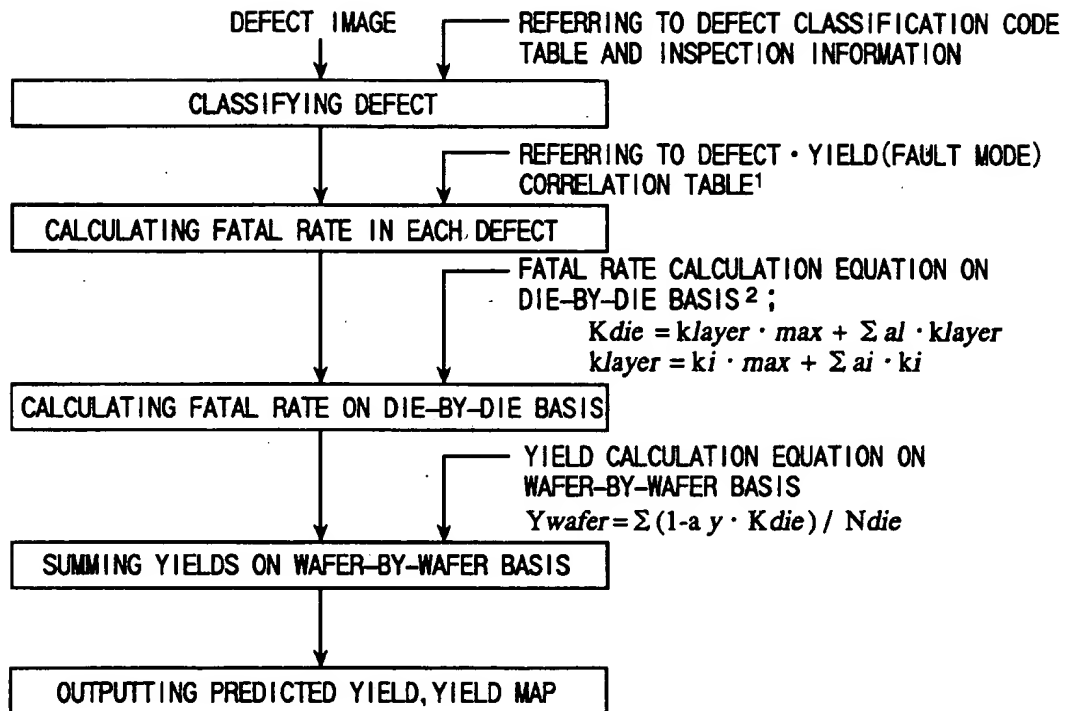 DEFECT IMAGE
REFERRING TO DEFECT CLASSIFICATION CODE
TABLE AND INSPECTION INFORMATION
CLASSIFYING DEFECT
REFERRING TO DEFECT・YIELD(FAULT MODE)
CORRELATION TABLE¹
CALCULATING FATAL RATE IN EACH DEFECT
FATAL RATE CALCULATION EQUATION ON
DIE-BY-DIE BASIS²;
Kdie = klayer · max + Σ al · klayer
klayer = ki · max + Σ ai · ki
CALCULATING FATAL RATE ON DIE-BY-DIE BASIS
YIELD CALCULATION EQUATION ON
WAFER-BY-WAFER BASIS
Ywafer=Σ(1-a y · Kdie) / Ndie
SUMMING YIELDS ON WAFER-BY-WAFER BASIS
OUTPUTTING PREDICTED YIELD, YIELD MAP